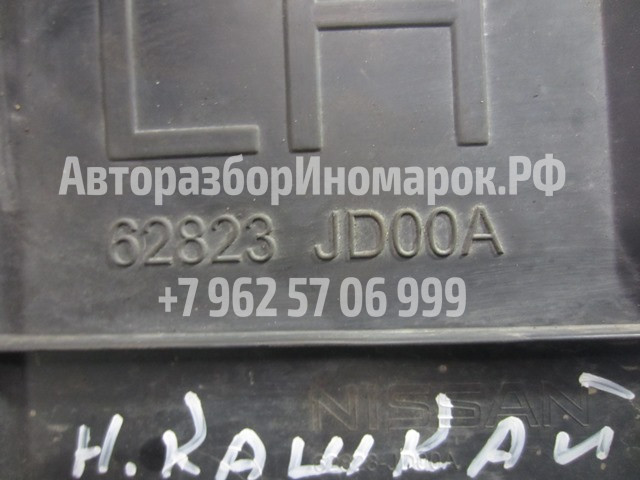 LH
АвторазборИномарок.РФ
62823 JD00A
+7 962 57 06 999
NISSAN
Н. КАШКАЙ